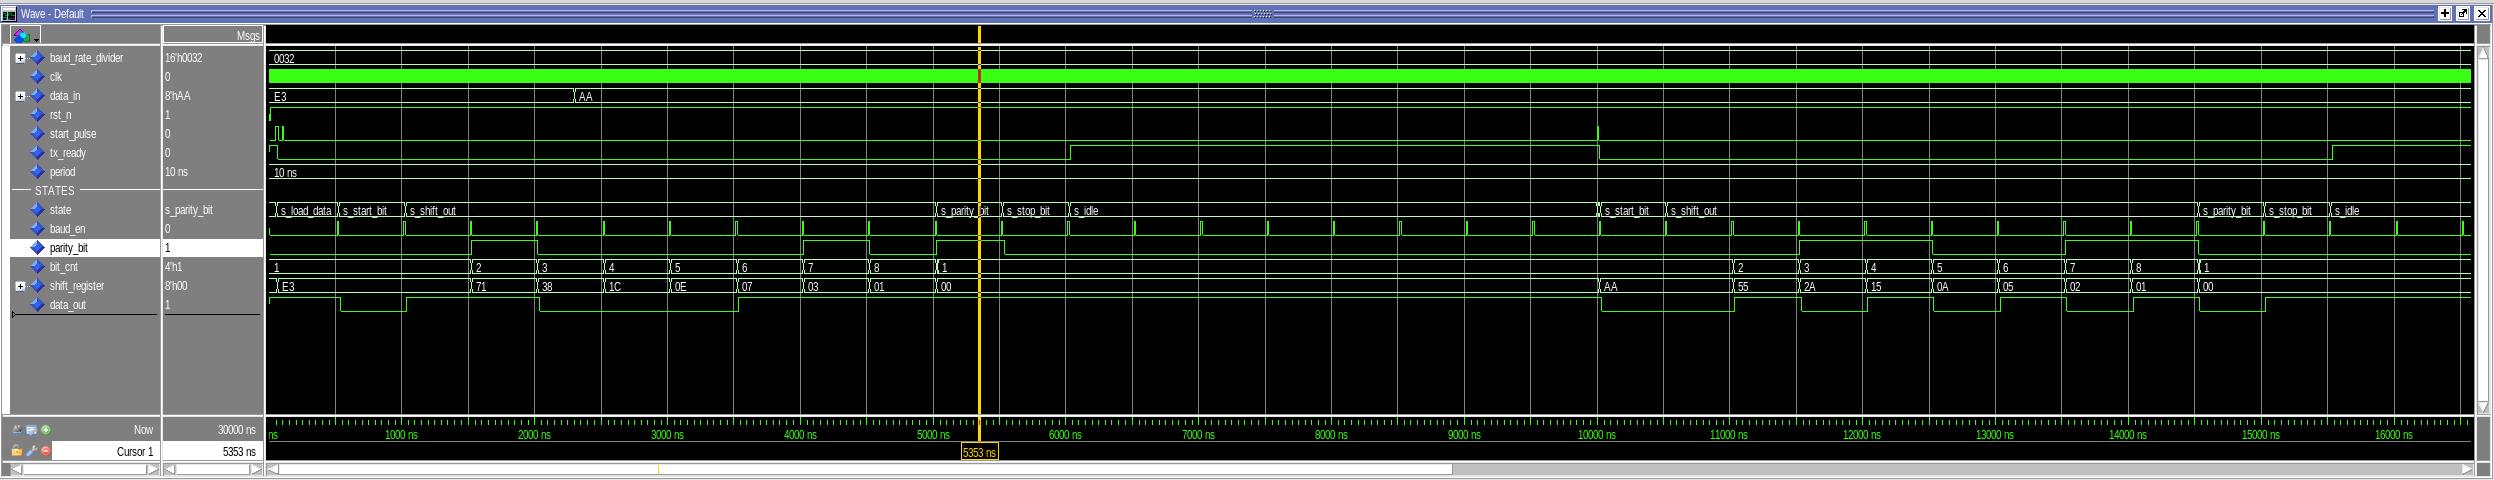 Wave - Default
Msgs
baud_rate_divider 16'h0032 0032
clk 0
data_in 8'hAA E3 AA
rst_n 1
start_pulse 0
tx_ready 0
period 10 ns 10 ns
STATES
state s_parity_bit s_load_data s_start_bit s_shift_out s_parity_bit s_stop_bit s_idle s_start_bit s_shift_out s_parity_bit s_stop_bit s_idle
baud_en 0
parity_bit 1
bit_cnt 4'h1 1 2 3 4 5 6 7 8 1 2 3 4 5 6 7 8 1
shift_register 8'h00 E3 71 38 1C 0E 07 03 01 00 AA 55 2A 15 0A 05 02 01 00
data_out 1
Now 30000 ns ns 1000 ns 2000 ns 3000 ns 4000 ns 5000 ns 6000 ns 7000 ns 8000 ns 9000 ns 10000 ns 11000 ns 12000 ns 13000 ns 14000 ns 15000 ns 16000 ns
Cursor 1 5353 ns 5353 ns